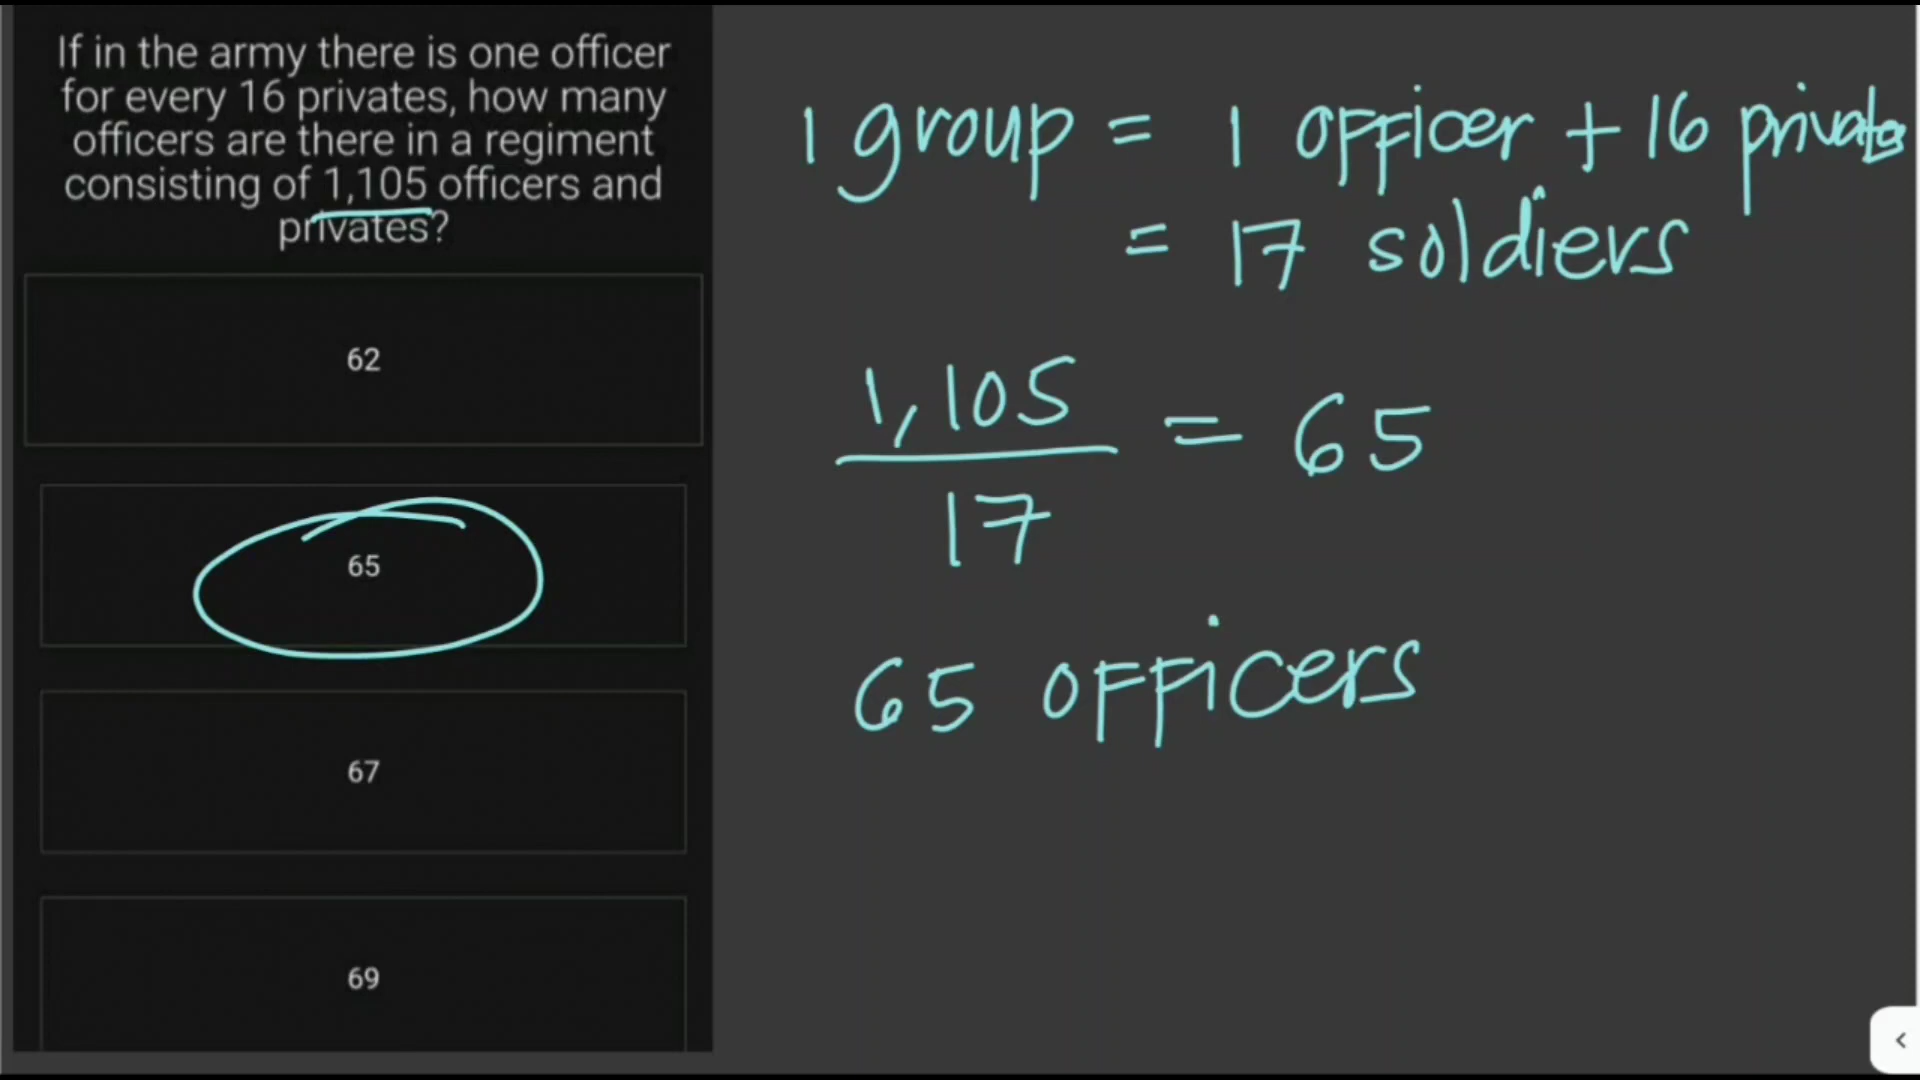 If in the army there is one officer
for every 16 privates, how many
officers are there in a regiment
consisting of 1,105 officers and
privates?
62
65
67
69
1 group = 1 officer + 16 privates
= 17 soldiers
1,105
17
= 65
65 officers